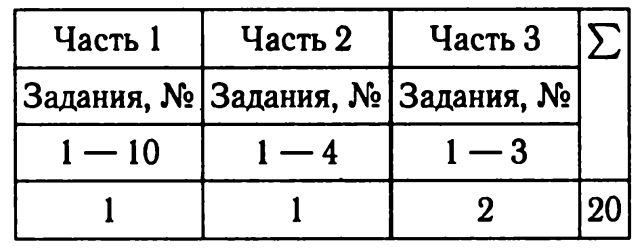 Часть 1 Часть 2 Часть 3 Σ
Задания, № Задания, № Задания, №
1 — 10 1 — 4 1 — 3
1 1 2 20